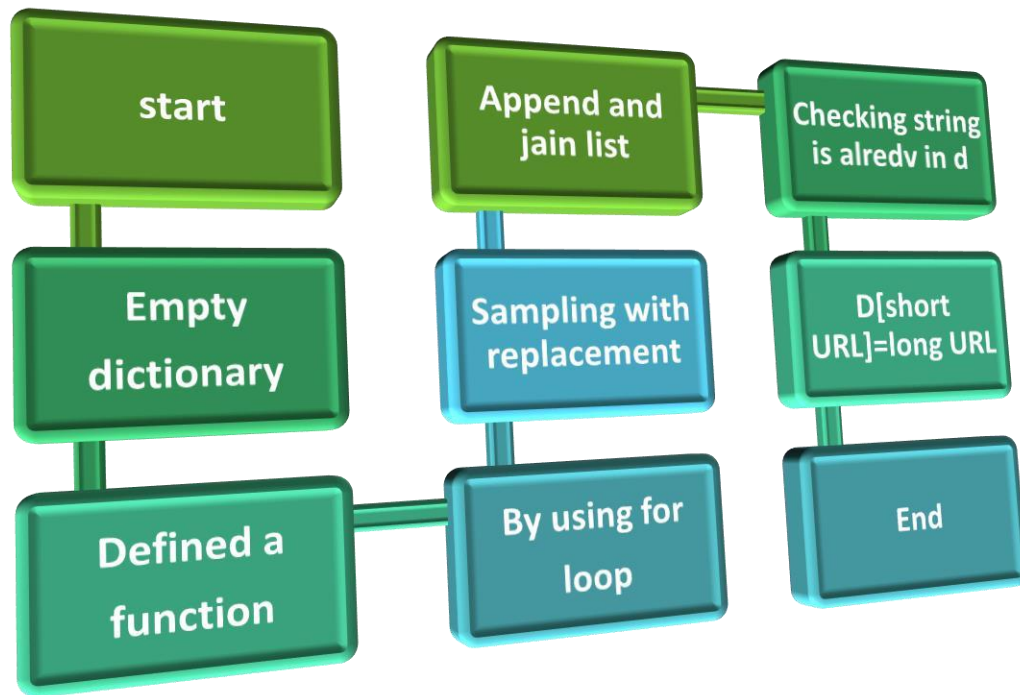 start
Empty
dictionary
Defined a
function
By using for
loop
Sampling with
replacement
Append and
jain list
Checking string
is alredv in d
D[short
URL]=long URL
End